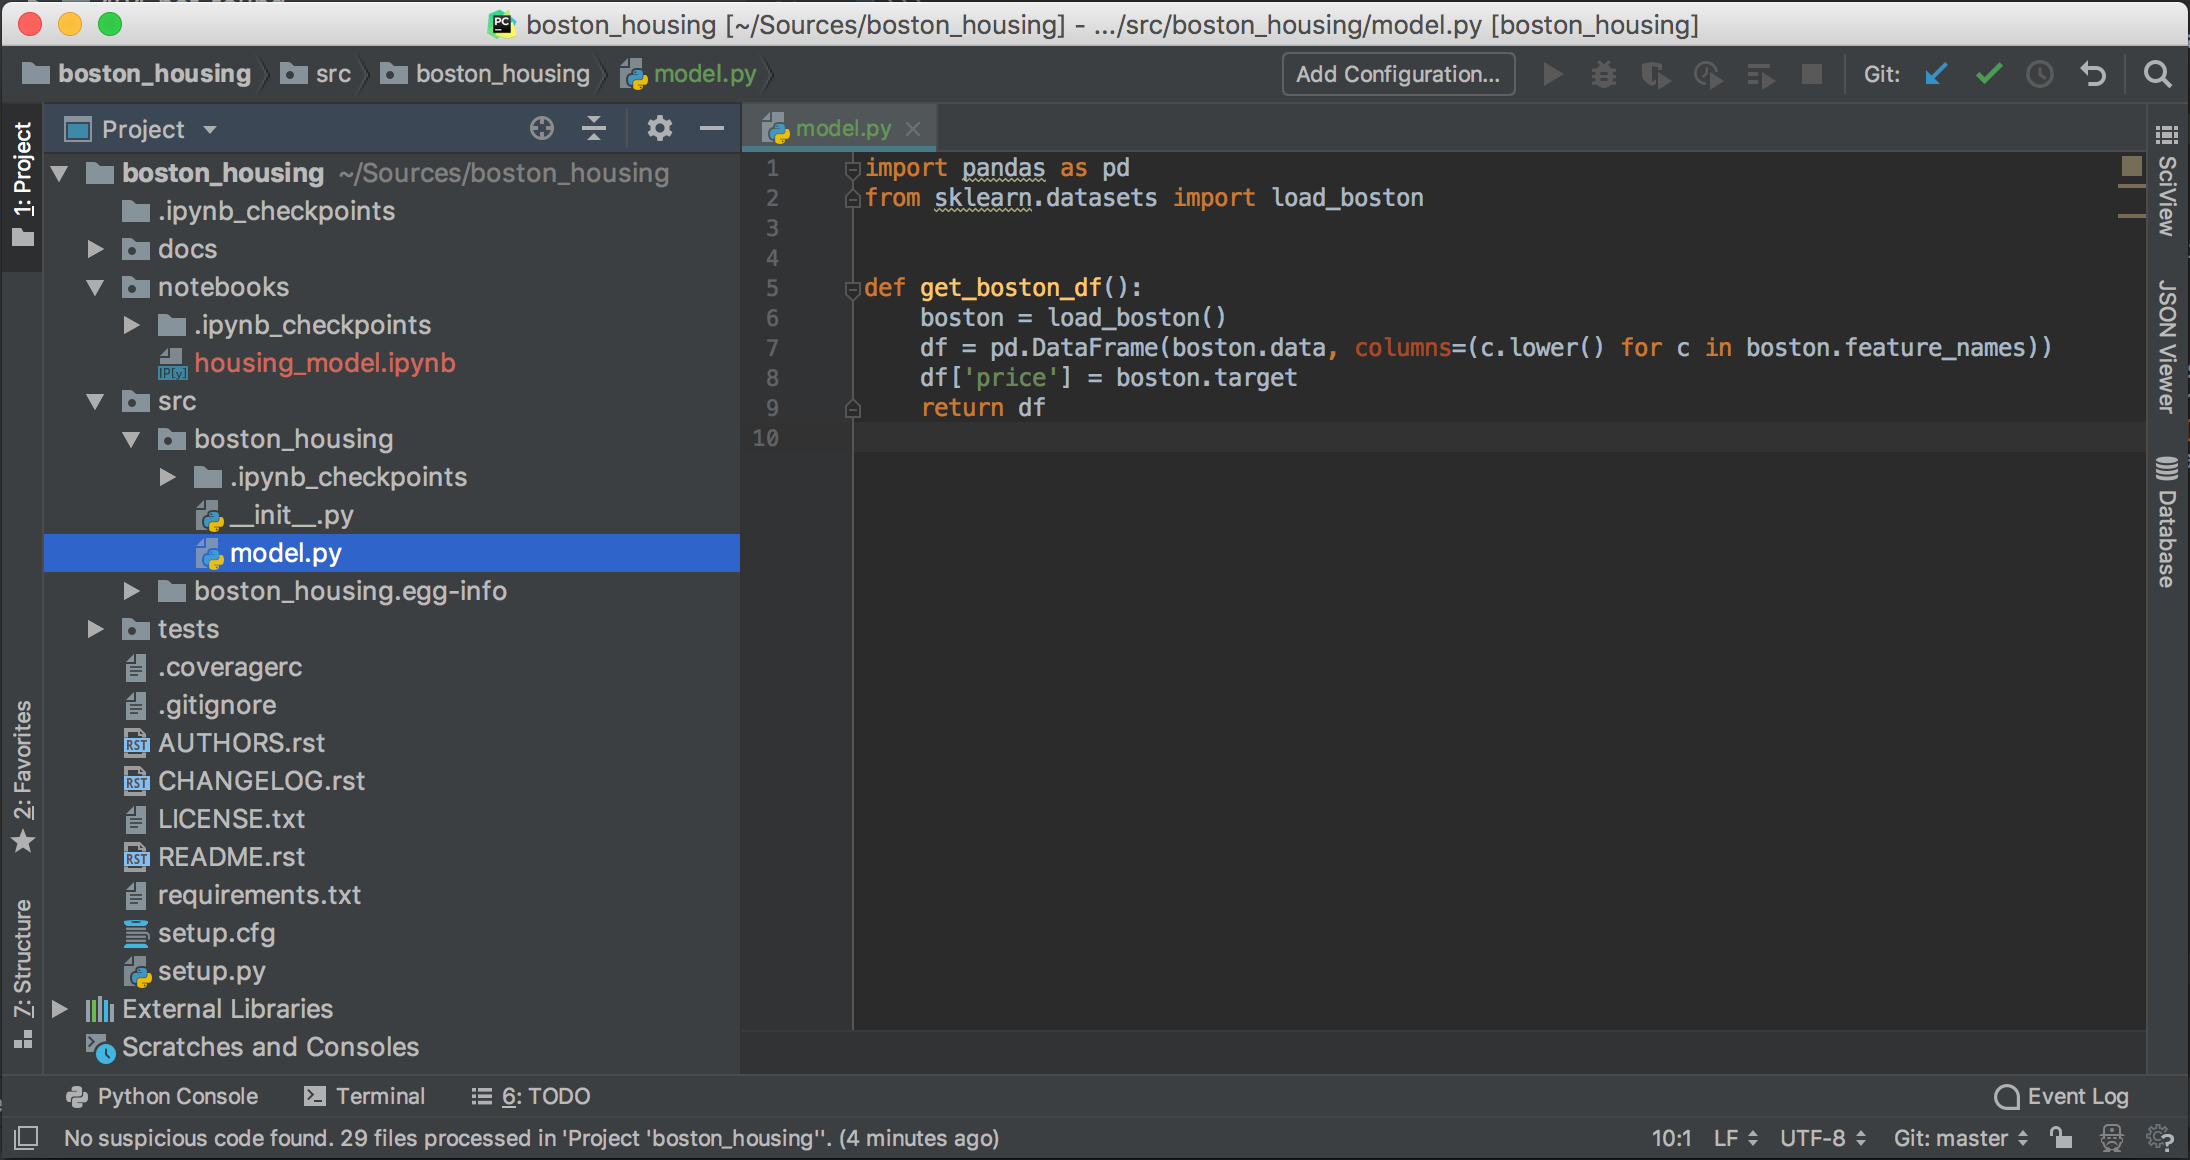 boston_housing [~/Sources/boston_housing] - .../src/boston_housing/model.py [boston_housing]
boston_housing src boston_housing model.py Add Configuration... Git:
1: Project
2: Favorites
7: Structure
Project
boston_housing ~/Sources/boston_housing
.ipynb_checkpoints
docs
notebooks
.ipynb_checkpoints
housing_model.ipynb
src
boston_housing
.ipynb_checkpoints
__init__.py
model.py
boston_housing.egg-info
tests
.coveragerc
.gitignore
AUTHORS.rst
CHANGELOG.rst
LICENSE.txt
README.rst
requirements.txt
setup.cfg
setup.py
External Libraries
Scratches and Consoles
model.py
1 import pandas as pd
2 from sklearn.datasets import load_boston
3
4
5 def get_boston_df():
6     boston = load_boston()
7     df = pd.DataFrame(boston.data, columns=(c.lower() for c in boston.feature_names))
8     df['price'] = boston.target
9     return df
10
SciView
JSON Viewer
Database
Python Console Terminal 6: TODO Event Log
No suspicious code found. 29 files processed in 'Project 'boston_housing''. (4 minutes ago) 10:1 LF UTF-8 Git: master